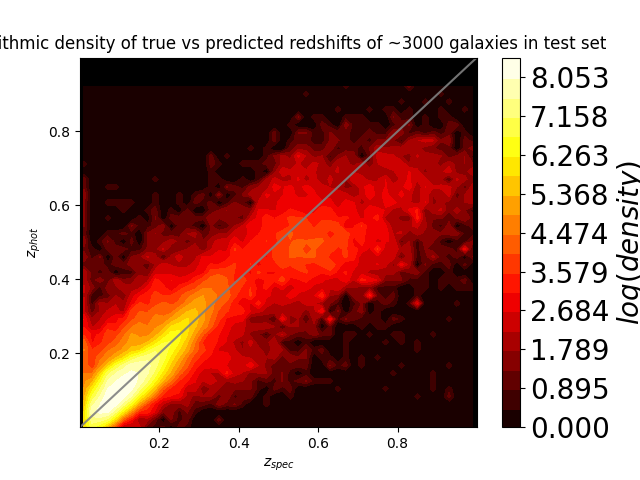 ithmic density of true vs predicted redshifts of ~3000 galaxies in test set
8.053
7.158
6.263
5.368
4.474
3.579
2.684
1.789
0.895
0.000
log(density)
0.8
0.6
0.4
0.2
z_phot
0.2 0.4 0.6 0.8
z_spec